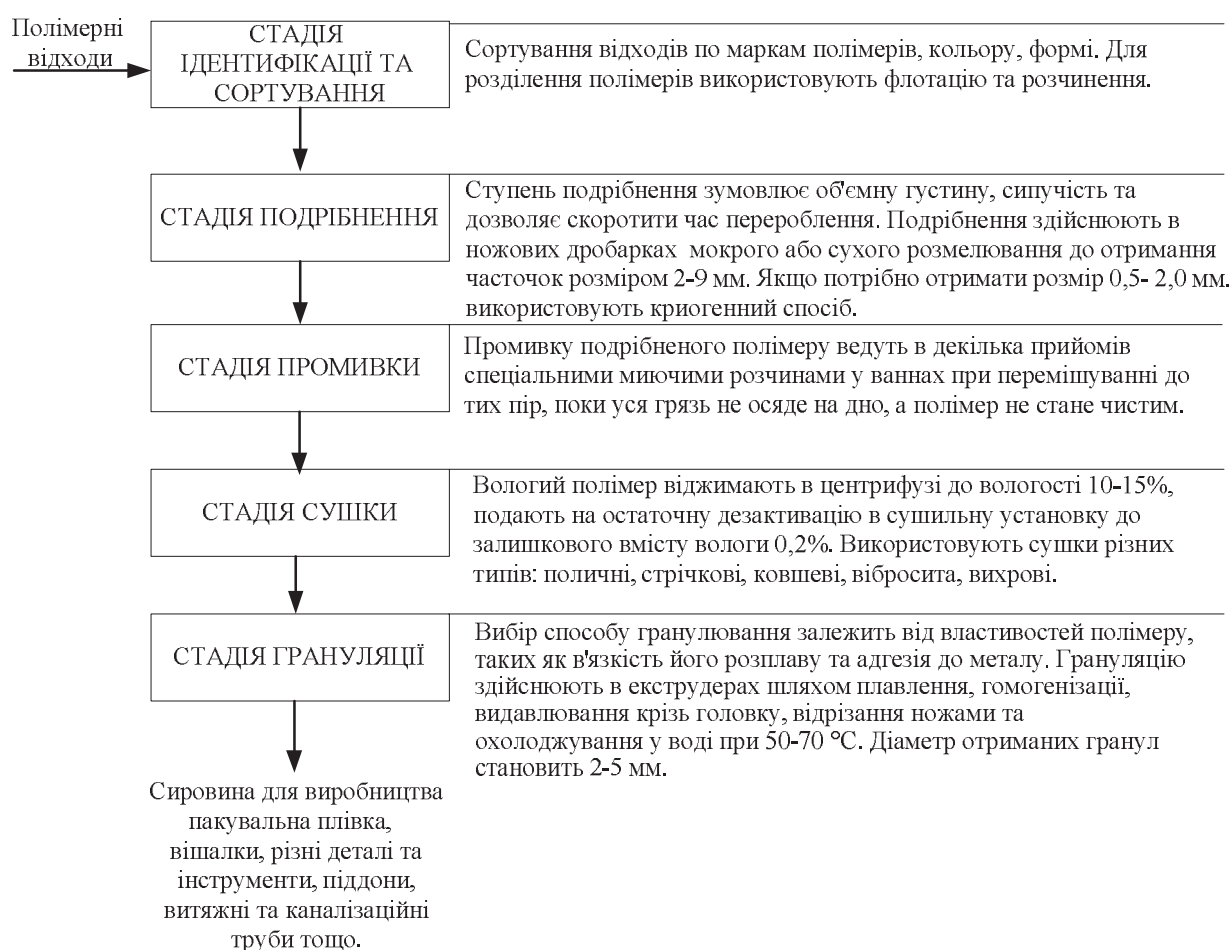 Полімерні
відходи
СТАДІЯ
ІДЕНТИФІКАЦІЇ ТА
СОРТУВАННЯ
Сортування відходів по маркам полімерів, кольору, формі. Для
розділення полімерів використовують флотацію та розчинення.
СТАДІЯ ПОДРІБНЕННЯ
Ступень подрібнення зумовлює об'ємну густину, сипучість та
дозволяє скоротити час перероблення. Подрібнення здійснюють в
ножових дробарках мокрого або сухого розмелювання до отримання
часточок розміром 2-9 мм. Якщо потрібно отримати розмір 0,5- 2,0 мм.
використовують криогенний спосіб.
СТАДІЯ ПРОМИВКИ
Промивку подрібненого полімеру ведуть в декілька прийомів
спеціальними миючими розчинами у ваннах при перемішуванні до
тих пір, поки уся грязь не осяде на дно, а полімер не стане чистим.
СТАДІЯ СУШКИ
Вологий полімер віджимають в центрифузі до вологості 10-15%,
подають на остаточну дезактивацію в сушильну установку до
залишкового вмісту вологи 0,2%. Використовують сушки різних
типів: поличні, стрічкові, ковшеві, вібросита, вихрові.
СТАДІЯ ГРАНУЛЯЦІЇ
Вибір способу гранулювання залежить від властивостей полімеру,
таких як в'язкість його розплаву та адгезія до металу. Грануляцію
здійснюють в екструдерах шляхом плавлення, гомогенізації,
видавлювання крізь головку, відрізання ножами та
охолоджування у воді при 50-70 °С. Діаметр отриманих гранул
становить 2-5 мм.
Сировина для виробництва
пакувальна плівка,
вішалки, різні деталі та
інструменти, піддони,
витяжні та каналізаційні
труби тощо.